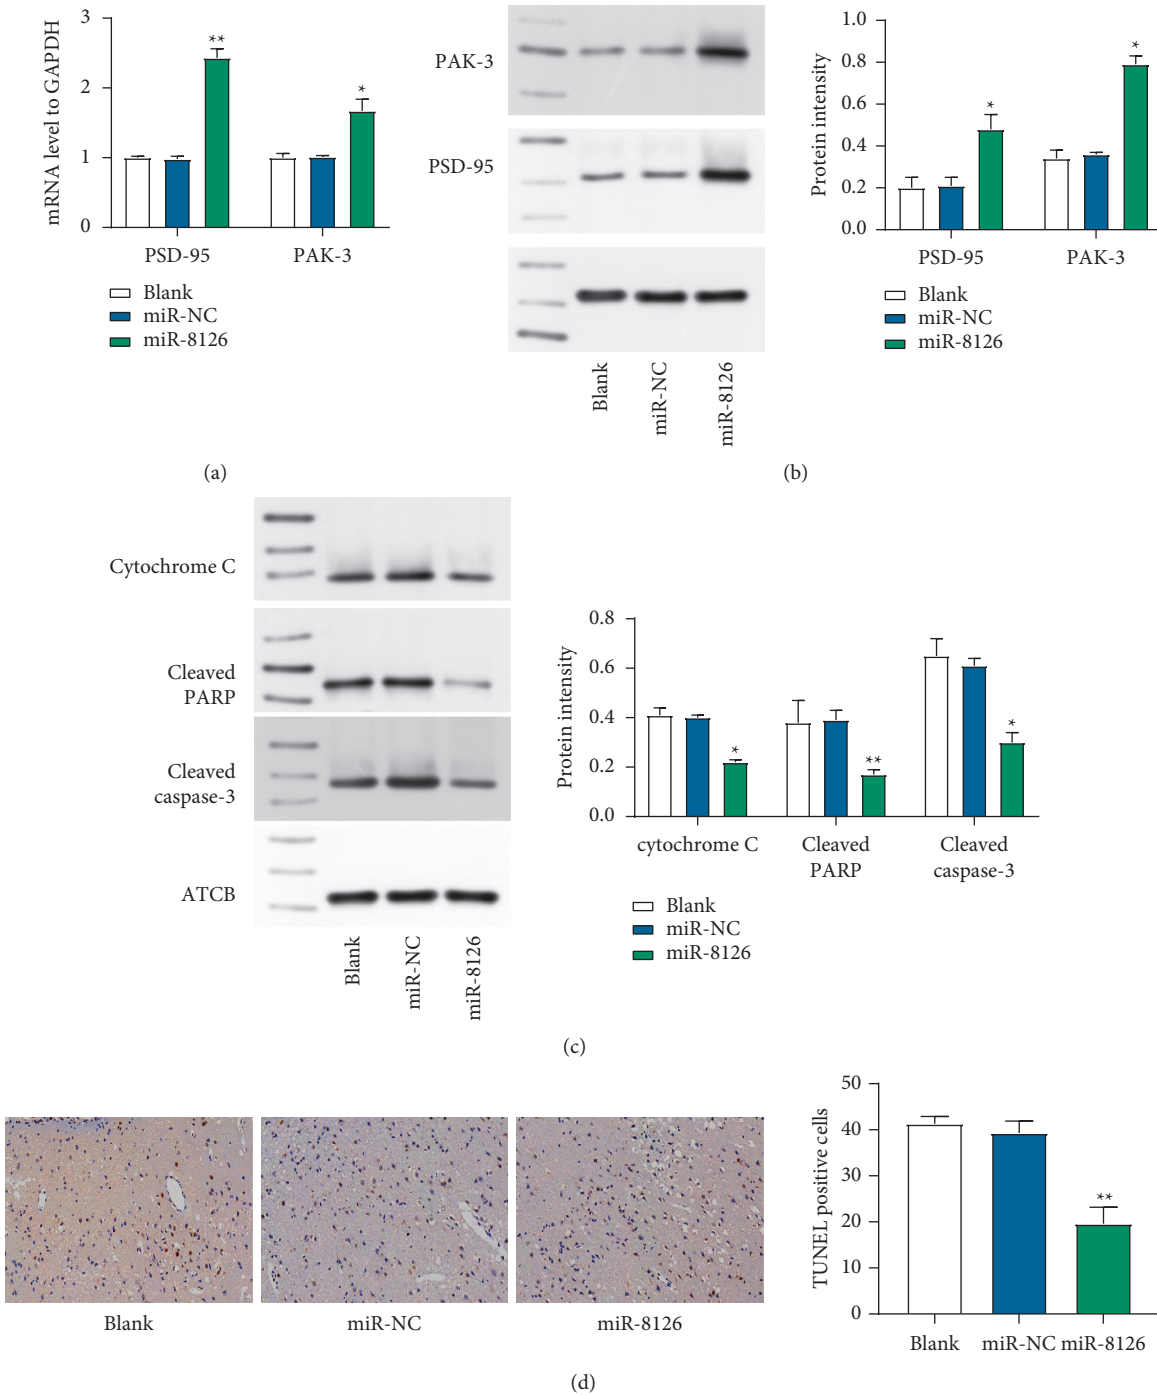 mRNA level to GAPDH
3
2
1
0
**
*
PSD-95
PAK-3
Blank
miR-NC
miR-8126
(a)
PAK-3
PSD-95
Blank
miR-NC
miR-8126
Protein intensity
1.0
0.8
0.6
0.4
0.2
0.0
*
*
PSD-95
PAK-3
Blank
miR-NC
miR-8126
(b)
Cytochrome C
Cleaved
PARP
Cleaved
caspase-3
ATCB
Blank
miR-NC
miR-8126
Protein intensity
0.8
0.6
0.4
0.2
0.0
*
**
*
cytochrome C
Cleaved
PARP
Cleaved
caspase-3
Blank
miR-NC
miR-8126
(c)
Blank
miR-NC
miR-8126
TUNEL positive cells
50
40
30
20
10
0
**
Blank
miR-NC
miR-8126
(d)